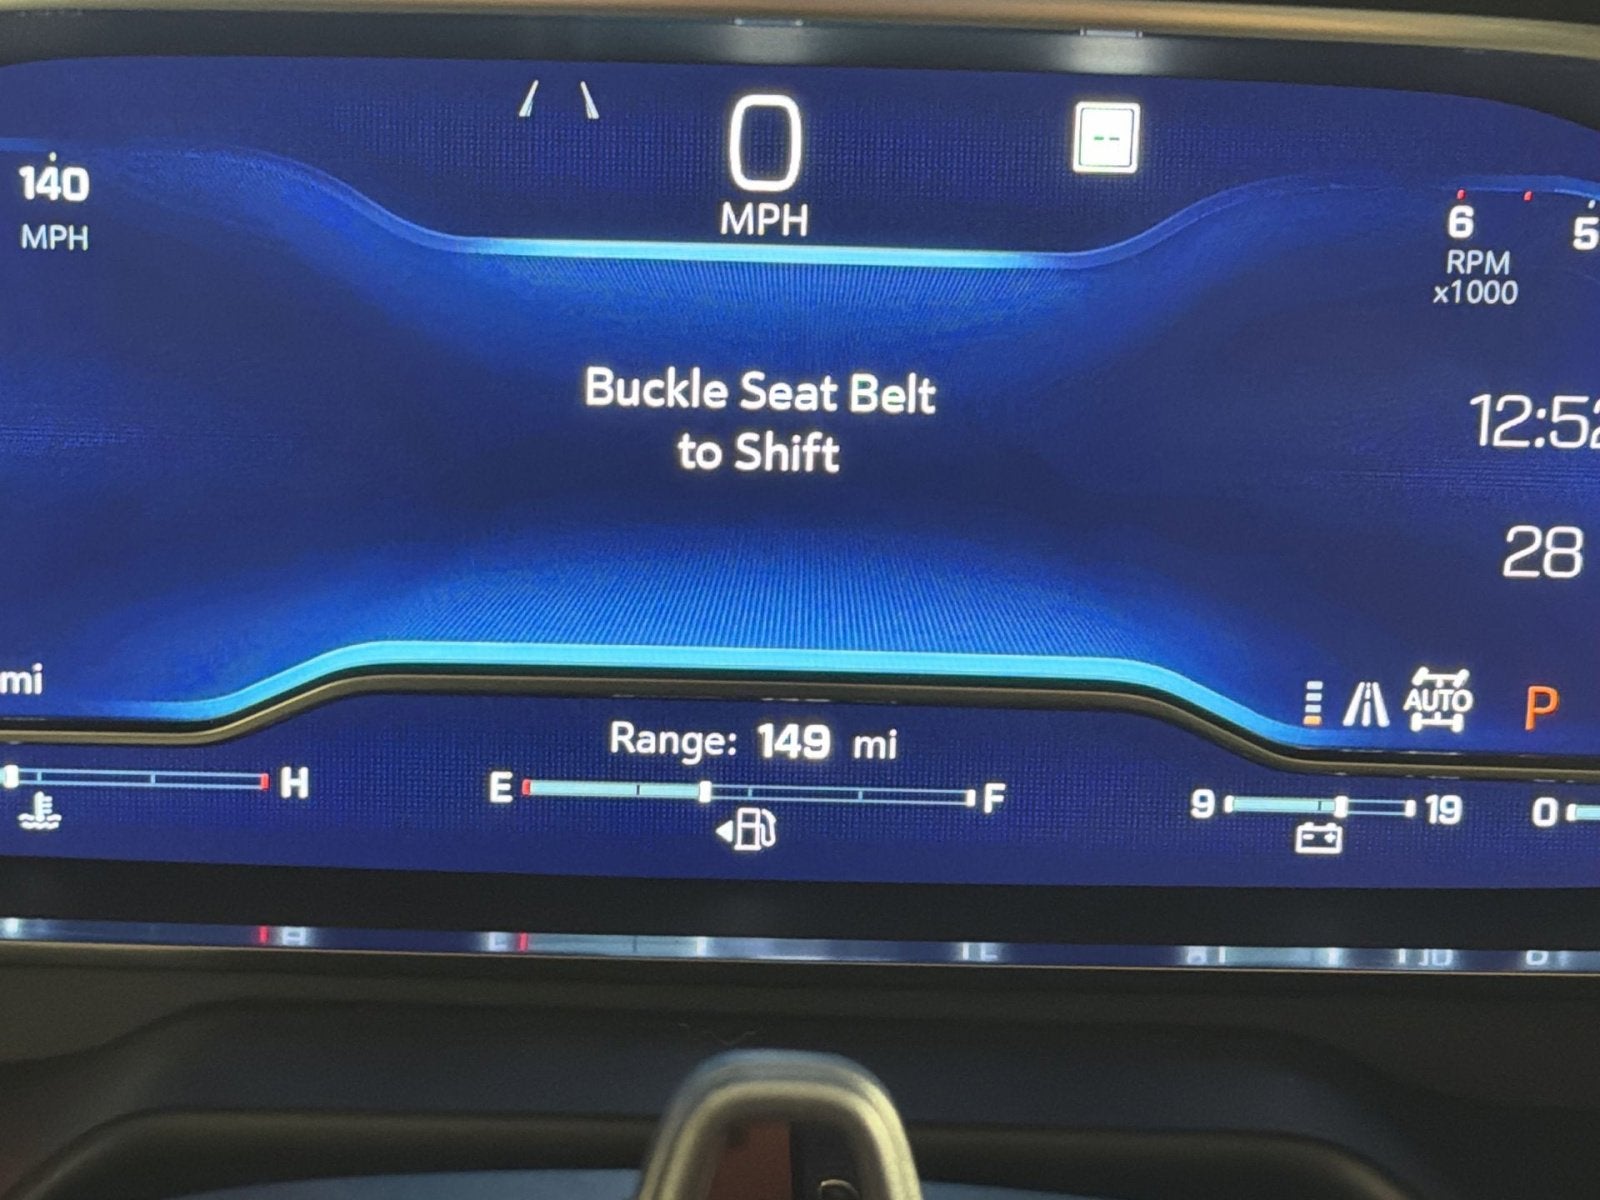 0
MPH
140
MPH
6
5
RPM
x1000
Buckle Seat Belt
to Shift
12:52
28
mi
AUTO
P
Range: 149 mi
H
E
F
9
19
0